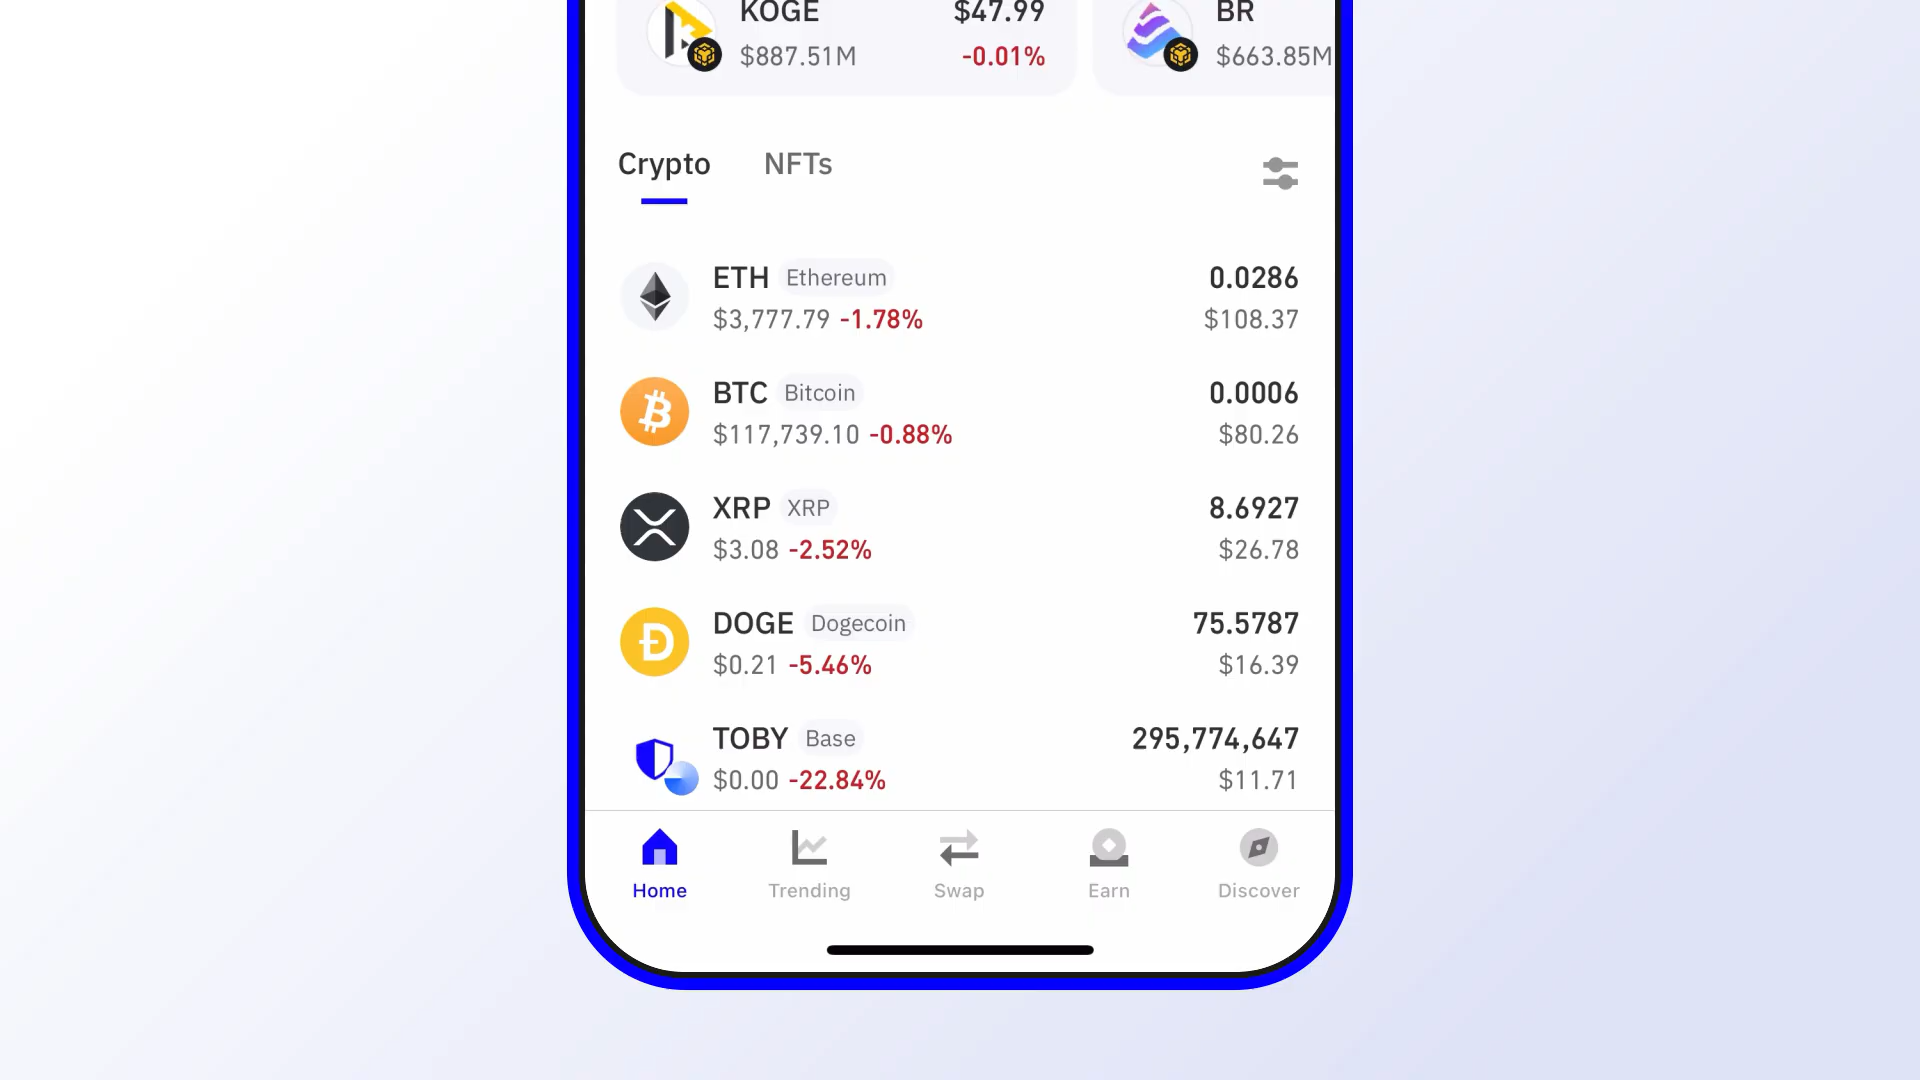 KOGE $47.99 BR
$887.51M -0.01% $663.85M
Crypto NFTs
ETH Ethereum 0.0286
$3,777.79 -1.78% $108.37
BTC Bitcoin 0.0006
$117,739.10 -0.88% $80.26
XRP XRP 8.6927
$3.08 -2.52% $26.78
DOGE Dogecoin 75.5787
$0.21 -5.46% $16.39
TOBY Base 295,774,647
$0.00 -22.84% $11.71
Home Trending Swap Earn Discover